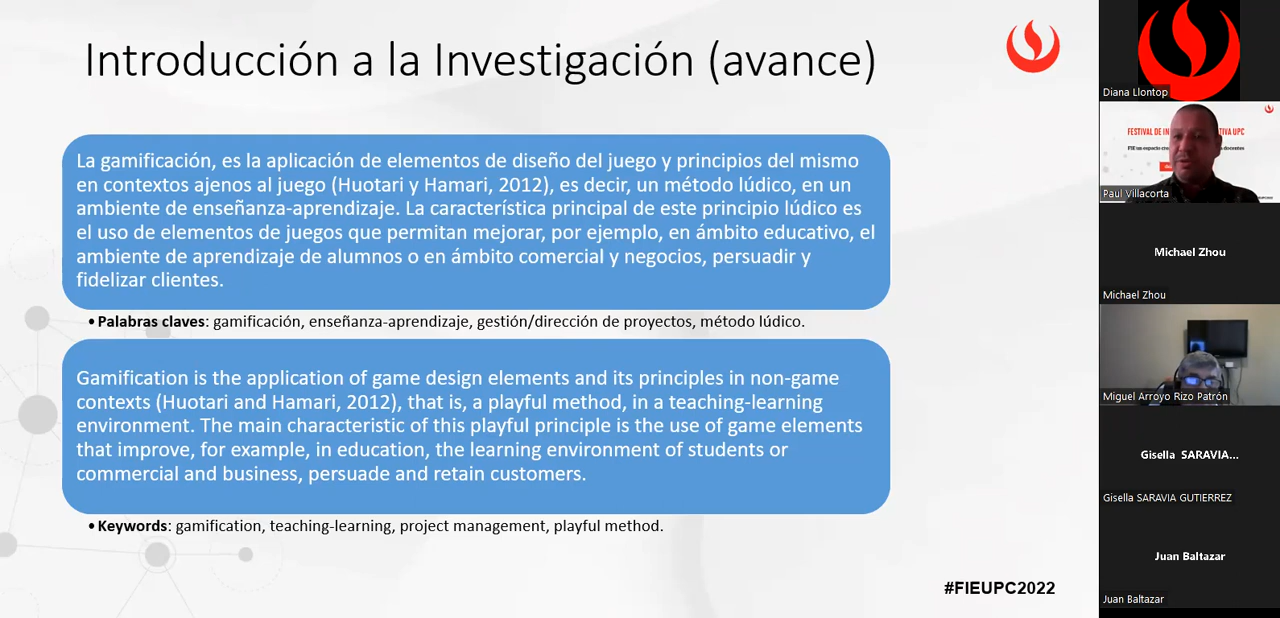 Introducción a la Investigación (avance)
La gamificación, es la aplicación de elementos de diseño del juego y principios del mismo
en contextos ajenos al juego (Huotari y Hamari, 2012), es decir, un método lúdico, en un
ambiente de enseñanza-aprendizaje. La característica principal de este principio lúdico es
el uso de elementos de juegos que permitan mejorar, por ejemplo, en ámbito educativo, el
ambiente de aprendizaje de alumnos o en ámbito comercial y negocios, persuadir y
fidelizar clientes.
• Palabras claves: gamificación, enseñanza-aprendizaje, gestión/dirección de proyectos, método lúdico.
Gamification is the application of game design elements and its principles in non-game
contexts (Huotari and Hamari, 2012), that is, a playful method, in a teaching-learning
environment. The main characteristic of this playful principle is the use of game elements
that improve, for example, in education, the learning environment of students or
commercial and business, persuade and retain customers.
• Keywords: gamification, teaching-learning, project management, playful method.
#FIEUPC2022
Diana Llontop
FESTIVAL DE IN TIVA UPC
Paul Villacorta
Michael Zhou
Michael Zhou
Miguel Arroyo Rizo Patrón
Gisella SARAVIA...
Gisella SARAVIA GUTIERREZ
Juan Baltazar
Juan Baltazar